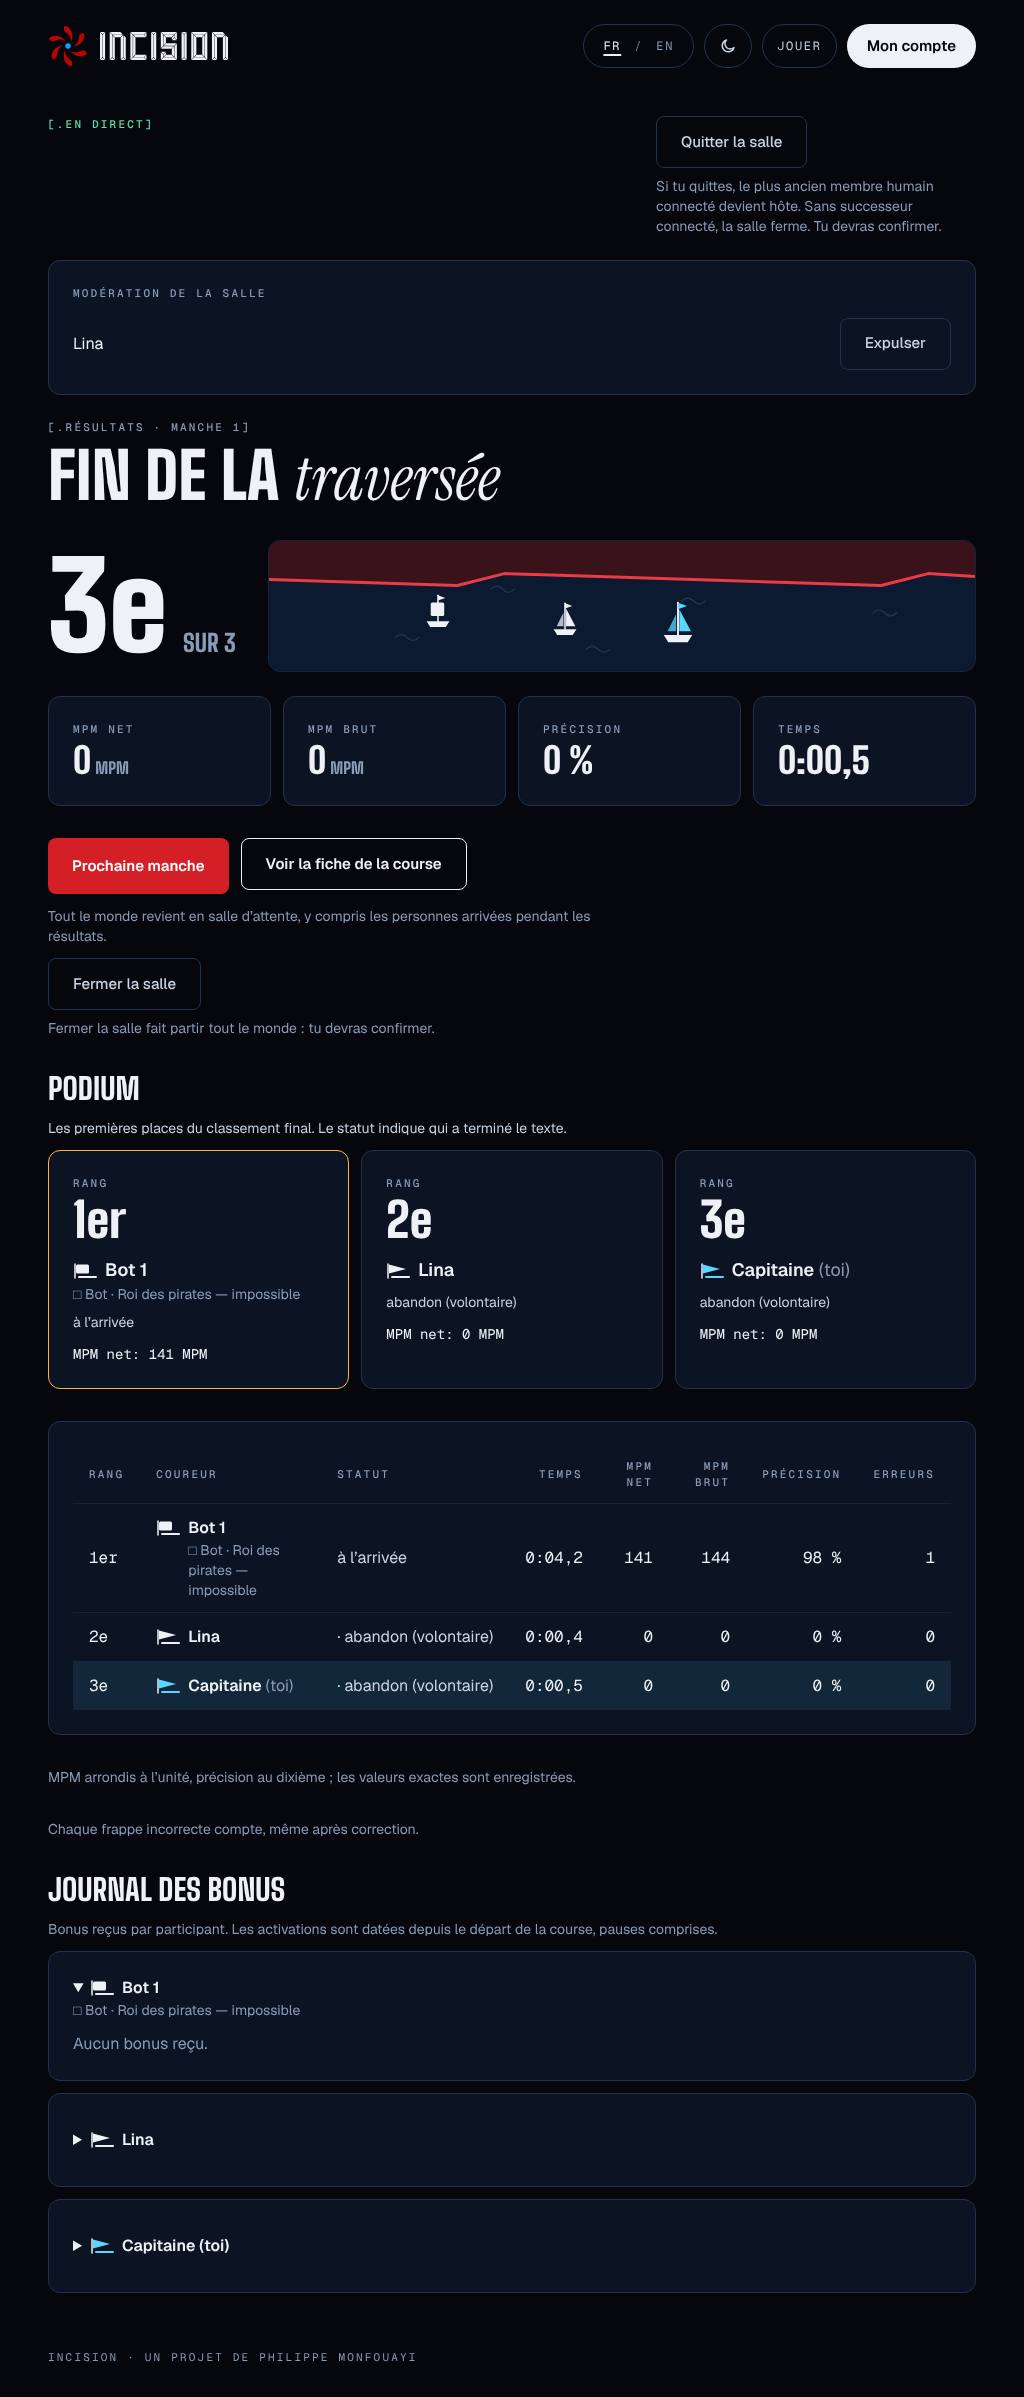 INCISION
FR / EN
JOUER
Mon compte
[.EN DIRECT]
Quitter la salle
Si tu quittes, le plus ancien membre humain
connecté devient hôte. Sans successeur
connecté, la salle ferme. Tu devras confirmer.
MODÉRATION DE LA SALLE
Lina
Expulser
[.RÉSULTATS · MANCHE 1]
FIN DE LA traversée
3e SUR 3
MPM NET
0 MPM
MPM BRUT
0 MPM
PRÉCISION
0 %
TEMPS
0:00,5
Prochaine manche
Voir la fiche de la course
Tout le monde revient en salle d’attente, y compris les personnes arrivées pendant les
résultats.
Fermer la salle
Fermer la salle fait partir tout le monde : tu devras confirmer.
PODIUM
Les premières places du classement final. Le statut indique qui a terminé le texte.
RANG
1er
Bot 1
□ Bot · Roi des pirates — impossible
à l’arrivée
MPM net: 141 MPM
RANG
2e
Lina
abandon (volontaire)
MPM net: 0 MPM
RANG
3e
Capitaine (toi)
abandon (volontaire)
MPM net: 0 MPM
RANG COUREUR STATUT TEMPS MPM NET MPM BRUT PRÉCISION ERREURS
1er Bot 1 □ Bot · Roi des pirates — impossible à l’arrivée 0:04,2 141 144 98 % 1
2e Lina · abandon (volontaire) 0:00,4 0 0 0 % 0
3e Capitaine (toi) · abandon (volontaire) 0:00,5 0 0 0 % 0
MPM arrondis à l’unité, précision au dixième ; les valeurs exactes sont enregistrées.
Chaque frappe incorrecte compte, même après correction.
JOURNAL DES BONUS
Bonus reçus par participant. Les activations sont datées depuis le départ de la course, pauses comprises.
▼ Bot 1
□ Bot · Roi des pirates — impossible
Aucun bonus reçu.
▶ Lina
▶ Capitaine (toi)
INCISION · UN PROJET DE PHILIPPE MONFOUAYI